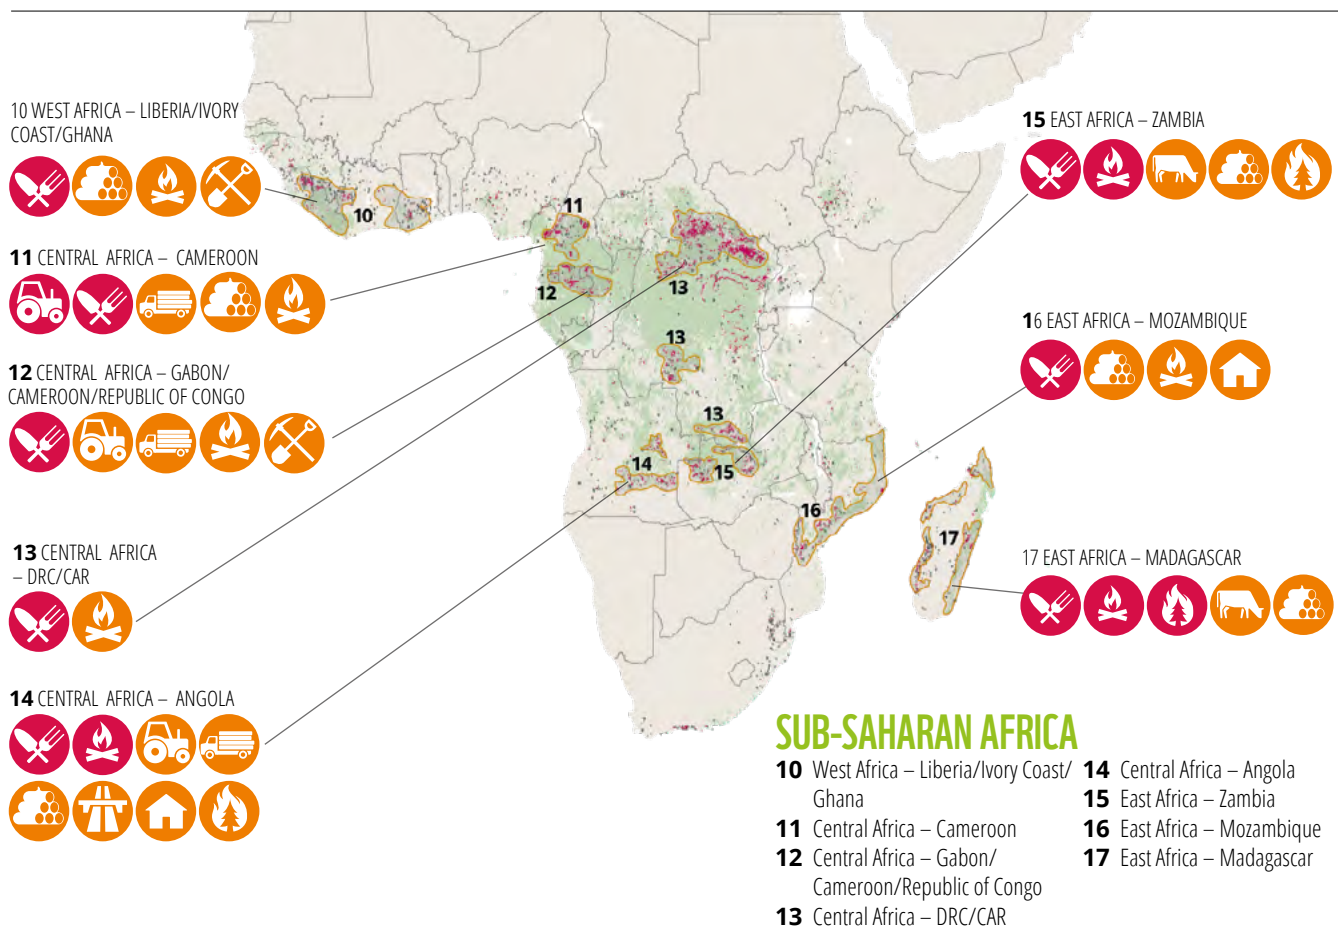 10 WEST AFRICA – LIBERIA/IVORY
COAST/GHANA
11 CENTRAL AFRICA – CAMEROON
12 CENTRAL AFRICA – GABON/
CAMEROON/REPUBLIC OF CONGO
13 CENTRAL AFRICA
– DRC/CAR
14 CENTRAL AFRICA – ANGOLA
10
11
12
13
13
13
14
15
16
17
15 EAST AFRICA – ZAMBIA
16 EAST AFRICA – MOZAMBIQUE
17 EAST AFRICA – MADAGASCAR
SUB-SAHARAN AFRICA
10 West Africa – Liberia/Ivory Coast/
Ghana
11 Central Africa – Cameroon
12 Central Africa – Gabon/
Cameroon/Republic of Congo
13 Central Africa – DRC/CAR
14 Central Africa – Angola
15 East Africa – Zambia
16 East Africa – Mozambique
17 East Africa – Madagascar